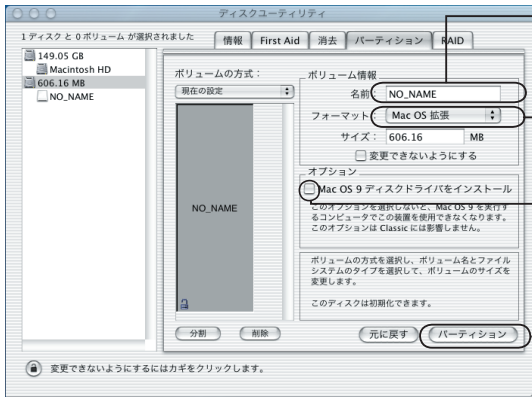 ディスクユーティリティ
1 ディスク と 0 ボリューム が選択されました
情報 First Aid 消去 パーティション RAID
149.05 GB
Macintosh HD
606.16 MB
NO_NAME
ボリュームの方式：
現在の設定
NO_NAME
分割 削除
ボリューム情報
名前： NO_NAME
フォーマット： Mac OS 拡張
サイズ： 606.16 MB
変更できないようにする
オプション
Mac OS 9 ディスクドライバをインストール
このオプションを選択しないと、Mac OS 9 を実行す
るコンピュータでこの装置を使用できなくなります。
このオプションは Classic には影響しません。
ボリュームの方式を選択し、ボリューム名とファイル
システムのタイプを選択して、ボリュームのサイズを
変更します。
このディスクは初期化できます。
元に戻す パーティション
変更できないようにするにはカギをクリックします。